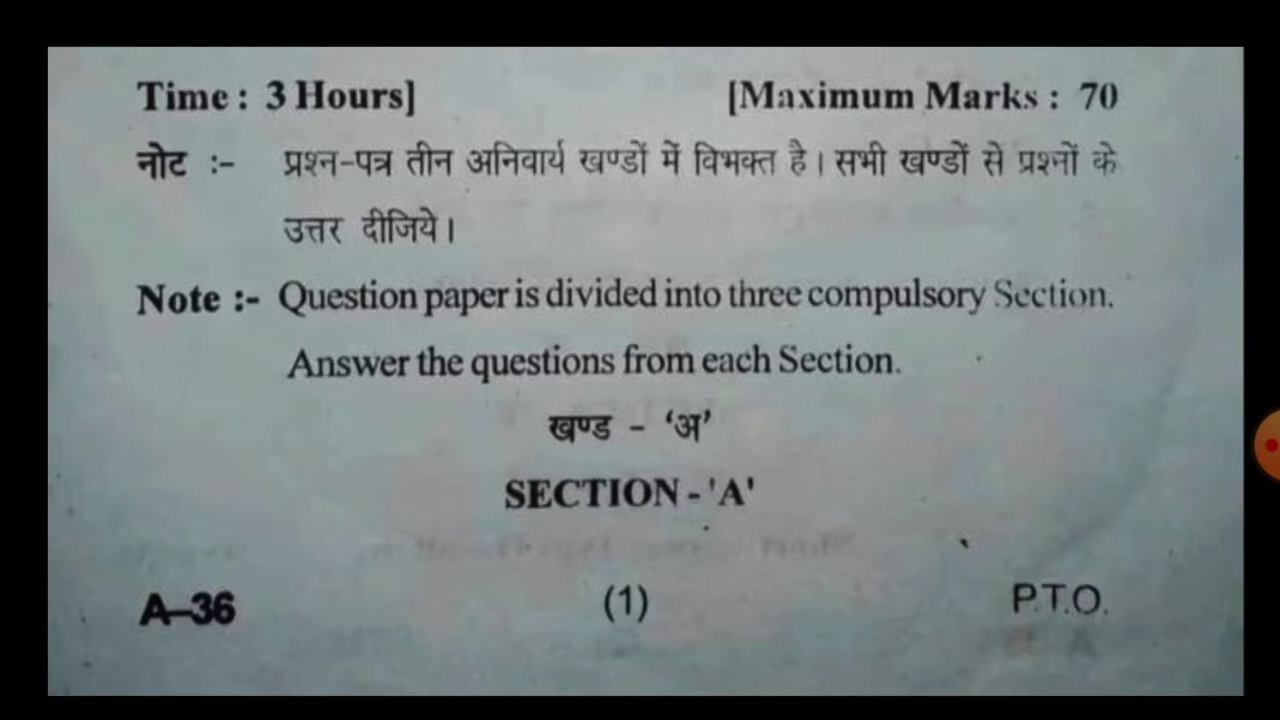 Time : 3 Hours] [Maximum Marks : 70
नोट :- प्रश्न-पत्र तीन अनिवार्य खण्डों में विभक्त है। सभी खण्डों से प्रश्नों के
उत्तर दीजिये।
Note :- Question paper is divided into three compulsory Section.
Answer the questions from each Section.
खण्ड - ‘अ’
SECTION - 'A'
A–36 (1) P.T.O.